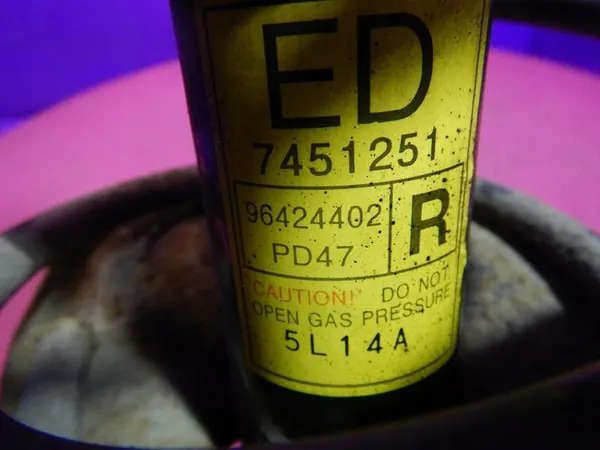 ED
7451251
96424402
PD47
R
CAUTION! DO NOT
OPEN GAS PRESSURE
5L14A